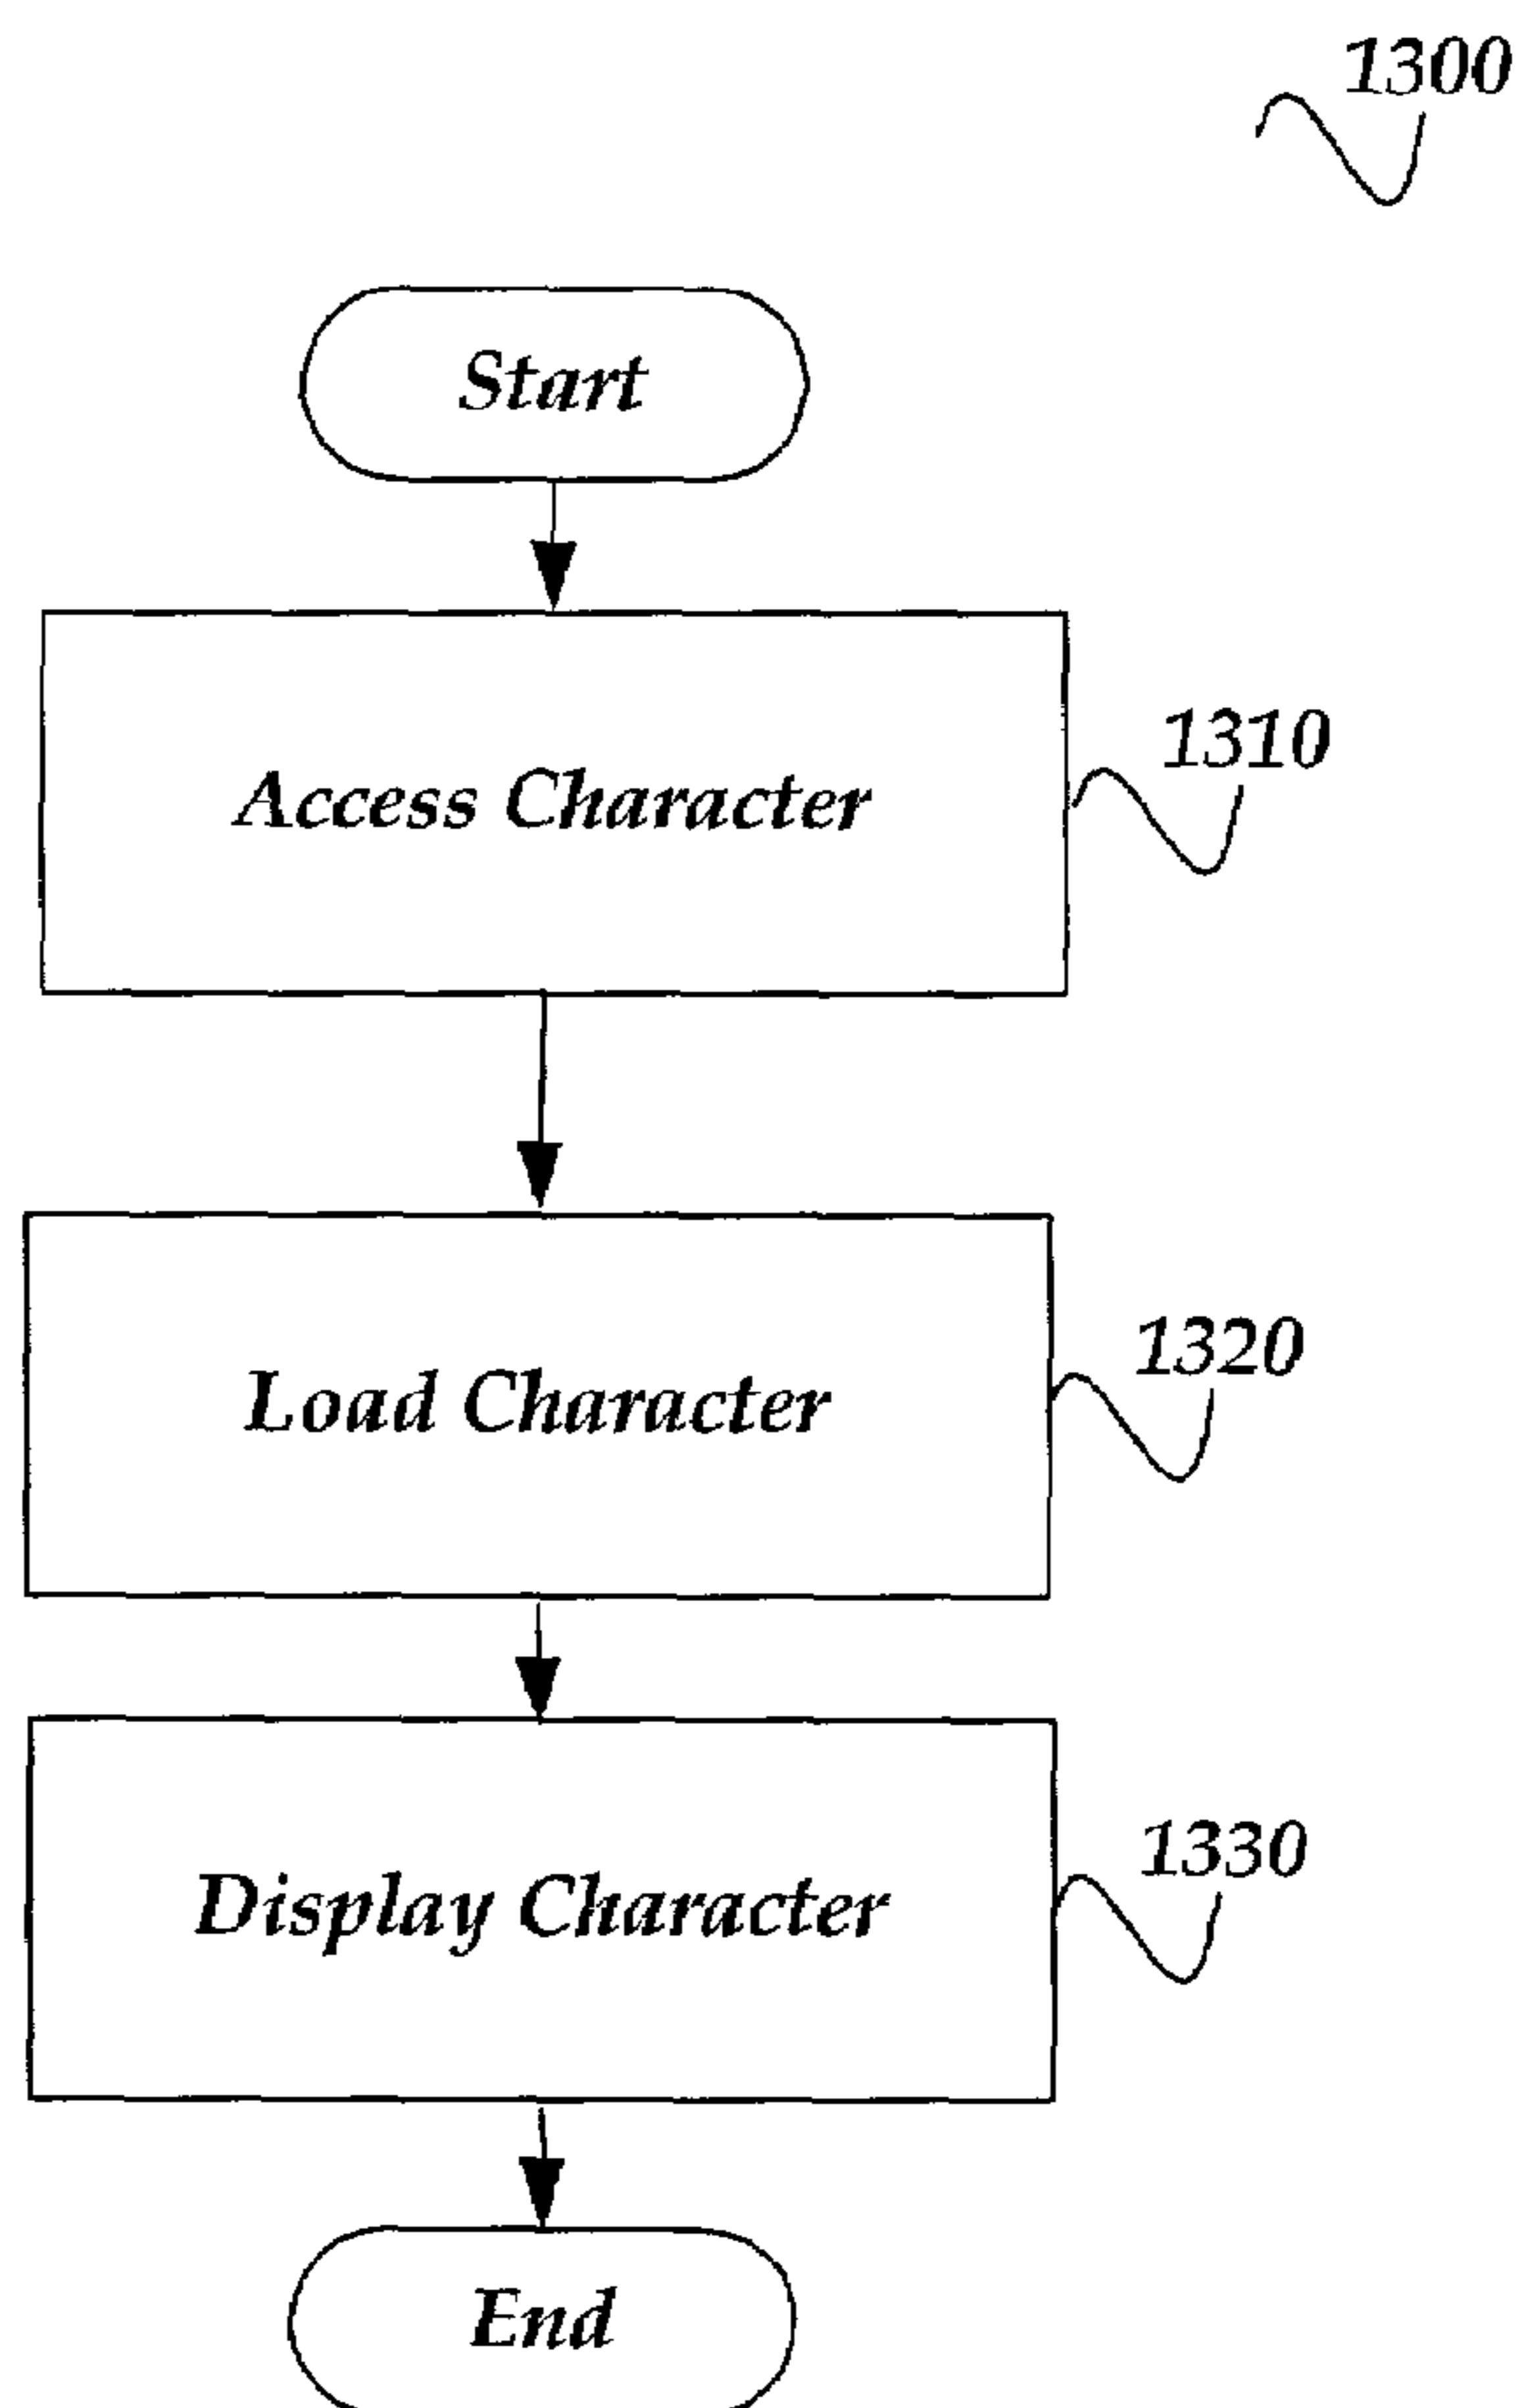 1300
Start
Access Character
1310
Load Character
1320
Display Character
1330
End